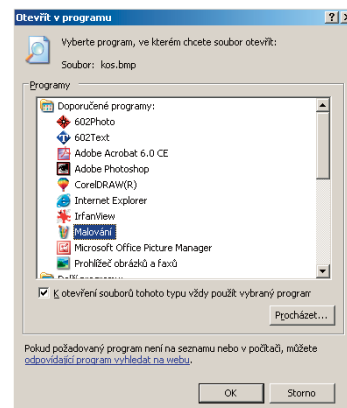 Otevřít v programu
Vyberte program, ve kterém chcete soubor otevřít:
Soubor: kos.bmp
Programy
Doporučené programy:
602Photo
602Text
Adobe Acrobat 6.0 CE
Adobe Photoshop
CorelDRAW(R)
Internet Explorer
IrfanView
Malování
Microsoft Office Picture Manager
Prohlížeč obrázků a faxů
Další programy:
K otevření souborů tohoto typu vždy použít vybraný program
Procházet...
Pokud požadovaný program není na seznamu nebo v počítači, můžete
odpovídající program vyhledat na webu.
OK
Storno